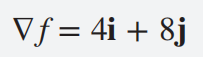 ∇f = 4i + 8j